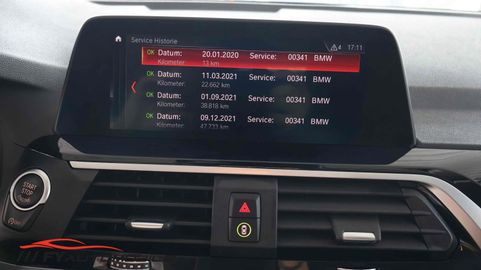 Service Historie
4 17:11
OK Datum: 20.01.2020 Service: 00341 BMW
Kilometer: 13 km
OK Datum: 11.03.2021 Service: 00341 BMW
Kilometer: 22.662 km
OK Datum: 01.09.2021 Service: 00341 BMW
Kilometer: 38.818 km
OK Datum: 09.12.2021 Service: 00341 BMW
Kilometer: 47.733 km
START
STOP